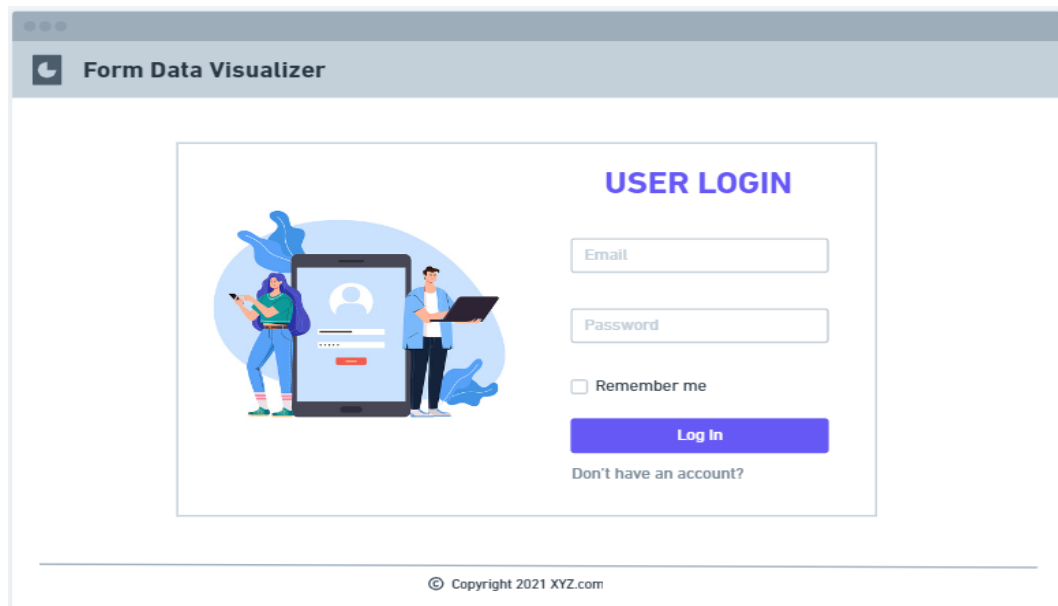 Form Data Visualizer
USER LOGIN
Email
Password
Remember me
Log In
Don't have an account?
© Copyright 2021 XYZ.com